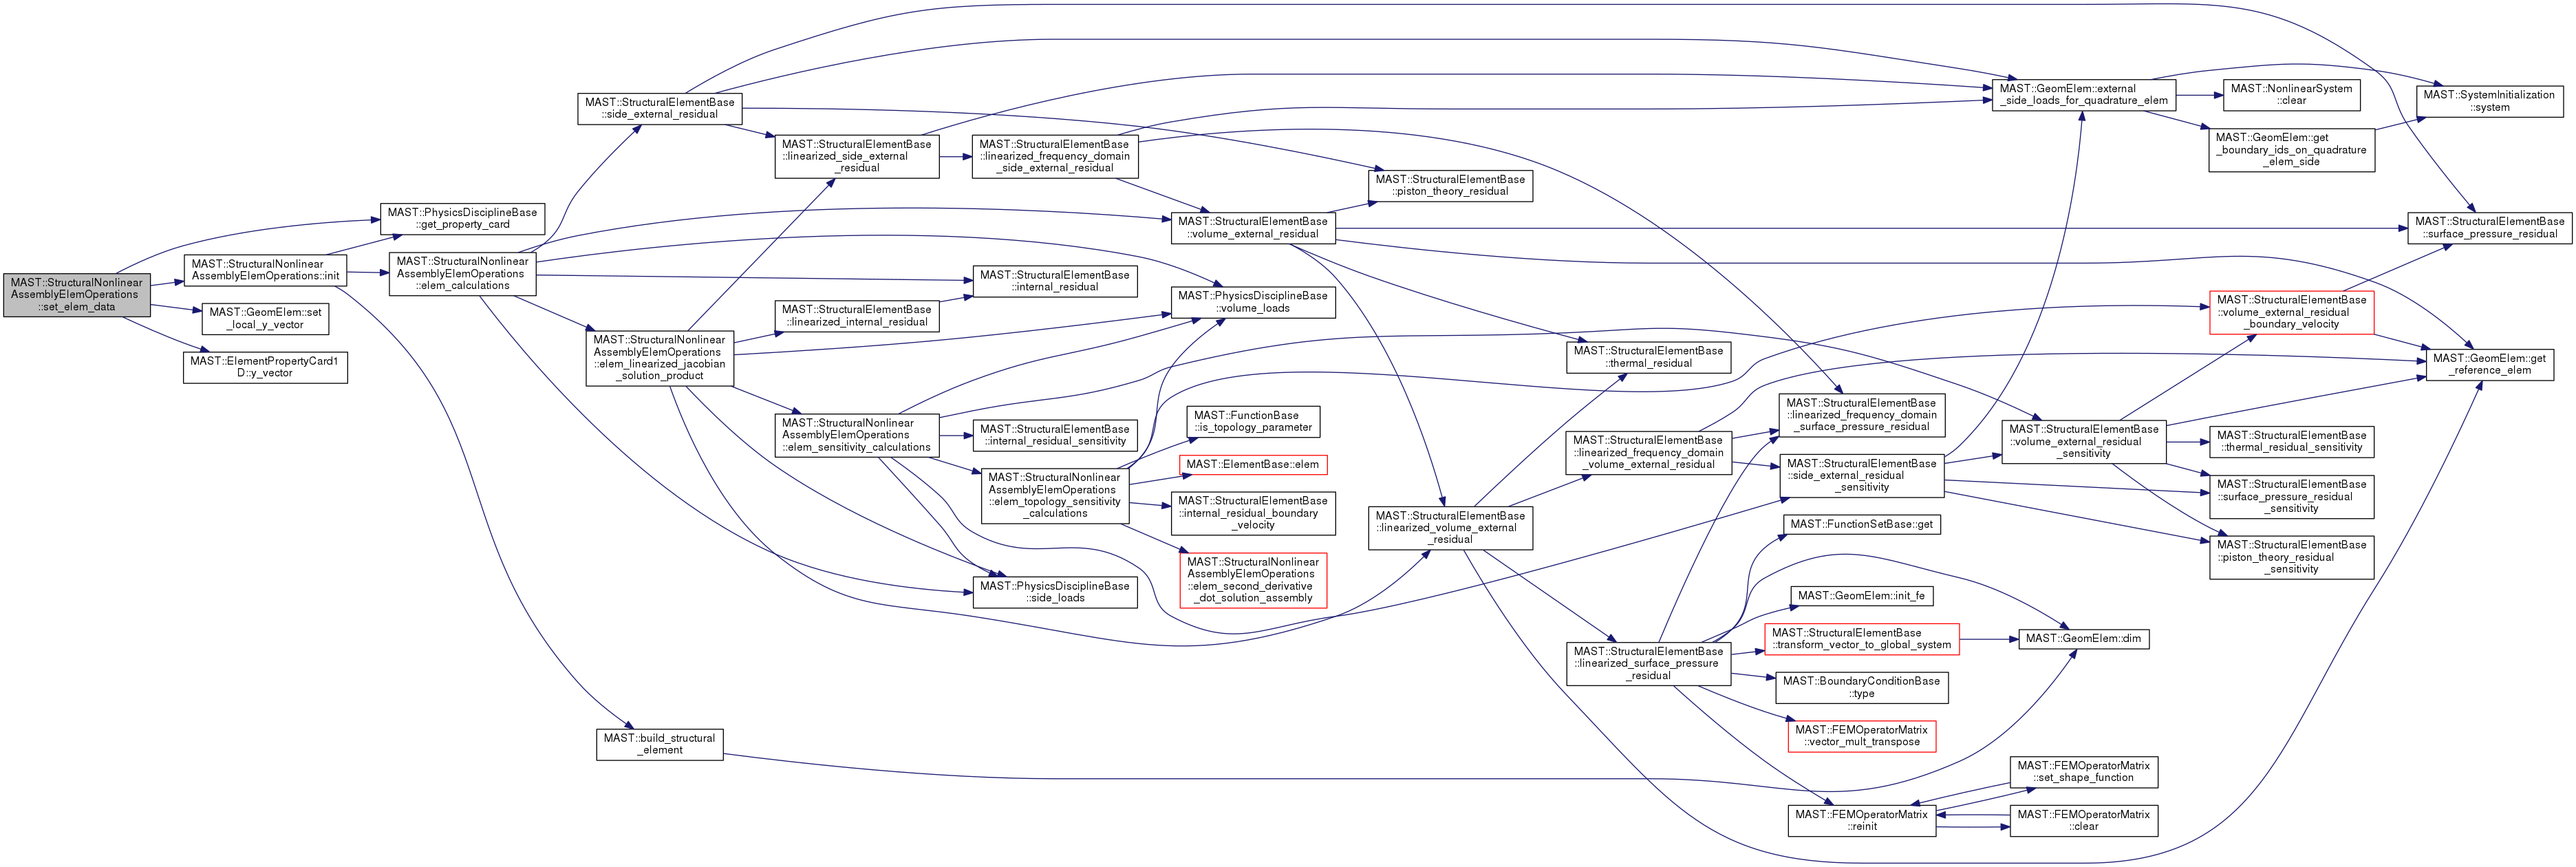 MAST::StructuralNonlinear
AssemblyElemOperations
::set_elem_data
MAST::PhysicsDisciplineBase
::get_property_card
MAST::StructuralNonlinear
AssemblyElemOperations::init
MAST::GeomElem::set
_local_y_vector
MAST::ElementPropertyCard1
D::y_vector
MAST::StructuralNonlinear
AssemblyElemOperations
::elem_calculations
MAST::build_structural
_element
MAST::StructuralElementBase
::side_external_residual
MAST::StructuralNonlinear
AssemblyElemOperations
::elem_linearized_jacobian
_solution_product
MAST::StructuralElementBase
::linearized_side_external
_residual
MAST::StructuralElementBase
::linearized_internal_residual
MAST::StructuralNonlinear
AssemblyElemOperations
::elem_sensitivity_calculations
MAST::StructuralElementBase
::linearized_frequency_domain
_side_external_residual
MAST::StructuralElementBase
::internal_residual
MAST::StructuralElementBase
::internal_residual_sensitivity
MAST::StructuralNonlinear
AssemblyElemOperations
::elem_topology_sensitivity
_calculations
MAST::PhysicsDisciplineBase
::side_loads
MAST::StructuralElementBase
::volume_external_residual
MAST::PhysicsDisciplineBase
::volume_loads
MAST::FunctionBase
::is_topology_parameter
MAST::ElementBase::elem
MAST::StructuralElementBase
::internal_residual_boundary
_velocity
MAST::StructuralNonlinear
AssemblyElemOperations
::elem_second_derivative
_dot_solution_assembly
MAST::StructuralElementBase
::piston_theory_residual
MAST::StructuralElementBase
::linearized_volume_external
_residual
MAST::StructuralElementBase
::thermal_residual
MAST::StructuralElementBase
::linearized_frequency_domain
_volume_external_residual
MAST::StructuralElementBase
::linearized_surface_pressure
_residual
MAST::StructuralElementBase
::linearized_frequency_domain
_surface_pressure_residual
MAST::StructuralElementBase
::side_external_residual
_sensitivity
MAST::FunctionSetBase::get
MAST::GeomElem::init_fe
MAST::StructuralElementBase
::transform_vector_to_global_system
MAST::BoundaryConditionBase
::type
MAST::FEMOperatorMatrix
::vector_mult_transpose
MAST::FEMOperatorMatrix
::reinit
MAST::GeomElem::external
_side_loads_for_quadrature_elem
MAST::StructuralElementBase
::volume_external_residual
_sensitivity
MAST::GeomElem::dim
MAST::FEMOperatorMatrix
::set_shape_function
MAST::FEMOperatorMatrix
::clear
MAST::NonlinearSystem
::clear
MAST::GeomElem::get
_boundary_ids_on_quadrature
_elem_side
MAST::StructuralElementBase
::volume_external_residual
_boundary_velocity
MAST::StructuralElementBase
::thermal_residual_sensitivity
MAST::StructuralElementBase
::surface_pressure_residual
_sensitivity
MAST::StructuralElementBase
::piston_theory_residual
_sensitivity
MAST::SystemInitialization
::system
MAST::StructuralElementBase
::surface_pressure_residual
MAST::GeomElem::get
_reference_elem